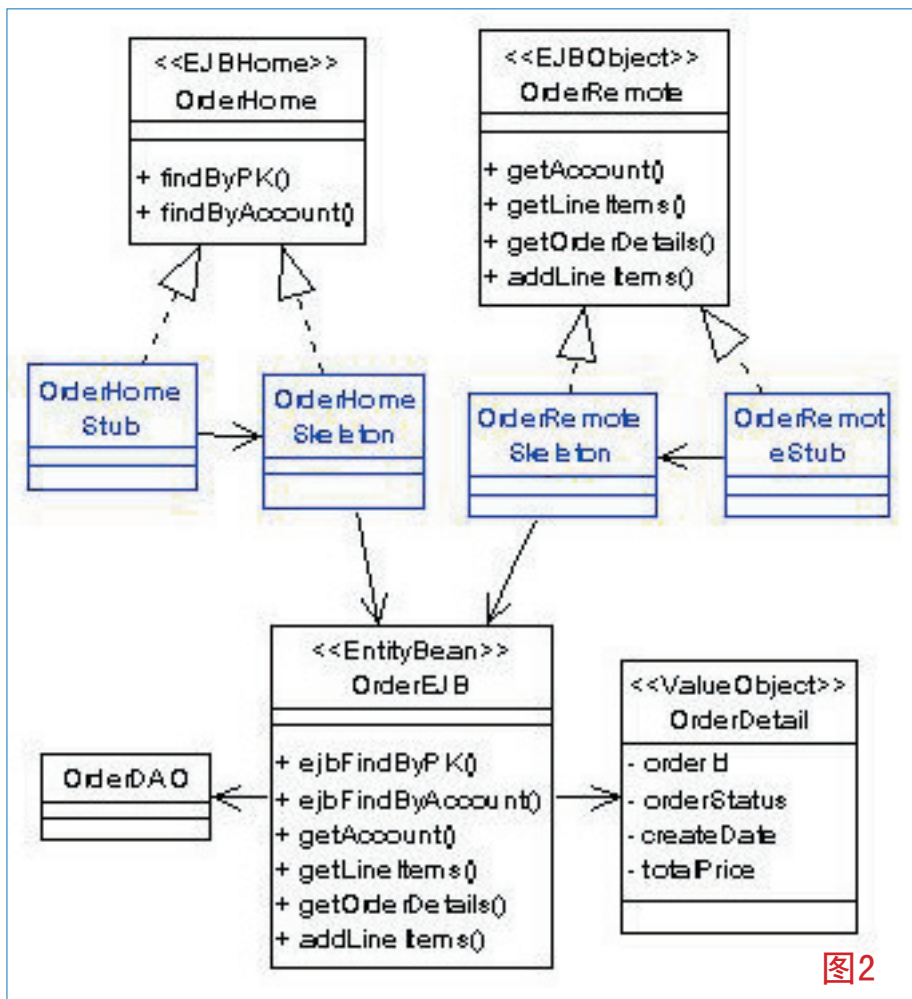 <<EJBHome>>
OrderHome
+ findByPK()
+ findByAccount()
<<EJBObject>>
OrderRemote
+ getAccount()
+ getLineItems()
+ getOrderDetails()
+ addLineItems()
OrderHome
Stub
OrderHome
Skeleton
OrderRemote
Skeleton
OrderRemot
eStub
<<EntityBean>>
OrderEJB
+ ejbFindByPK()
+ ejbFindByAccount()
+ getAccount()
+ getLineItems()
+ getOrderDetails()
+ addLineItems()
OrderDAO
<<ValueObject>>
OrderDetail
- orderId
- orderStatus
- createDate
- totalPrice
图2